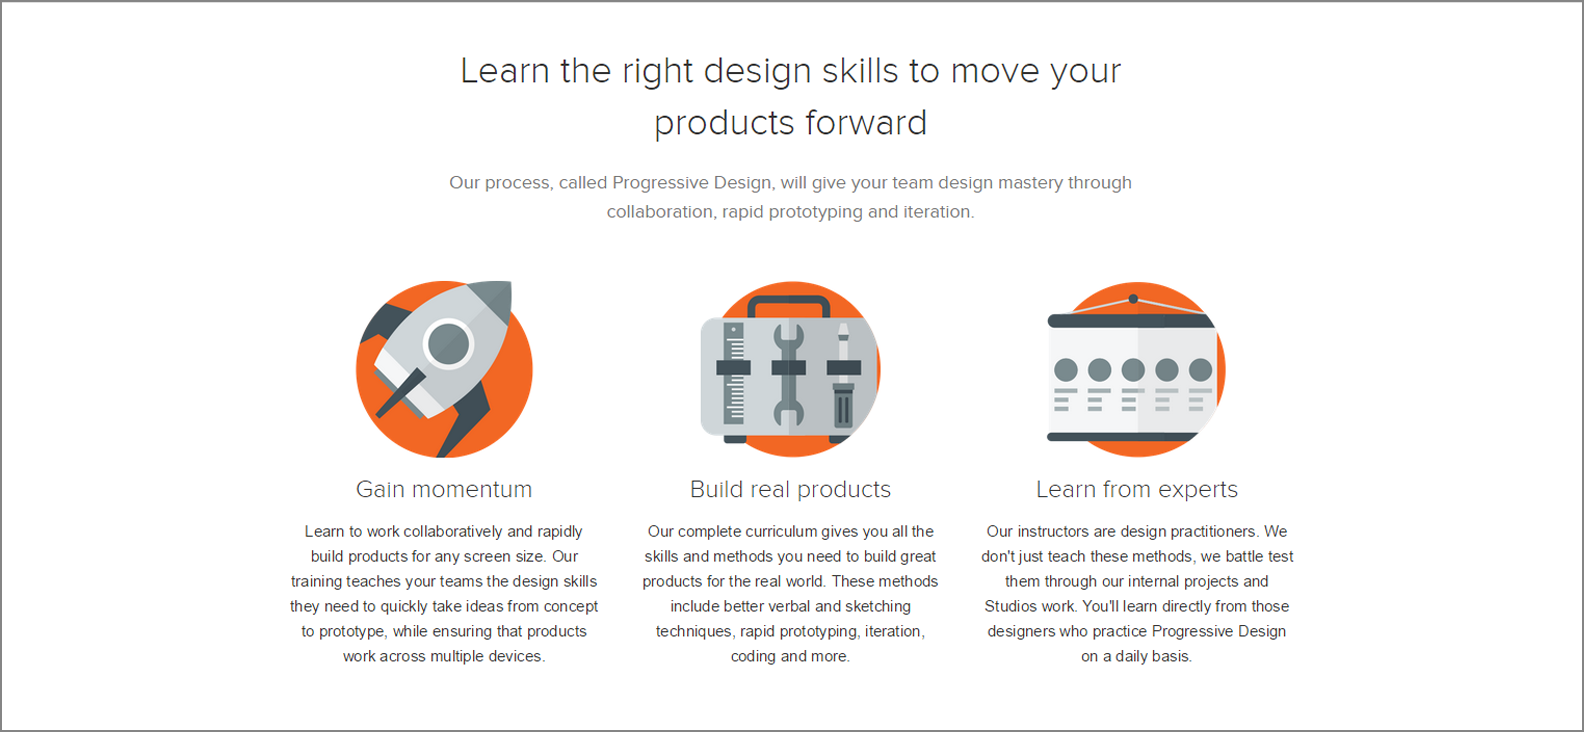 Learn the right design skills to move your
products forward
Our process, called Progressive Design, will give your team design mastery through
collaboration, rapid prototyping and iteration.
Gain momentum
Learn to work collaboratively and rapidly
build products for any screen size. Our
training teaches your teams the design skills
they need to quickly take ideas from concept
to prototype, while ensuring that products
work across multiple devices.
Build real products
Our complete curriculum gives you all the
skills and methods you need to build great
products for the real world. These methods
include better verbal and sketching
techniques, rapid prototyping, iteration,
coding and more.
Learn from experts
Our instructors are design practitioners. We
don't just teach these methods, we battle test
them through our internal projects and
Studios work. You'll learn directly from those
designers who practice Progressive Design
on a daily basis.